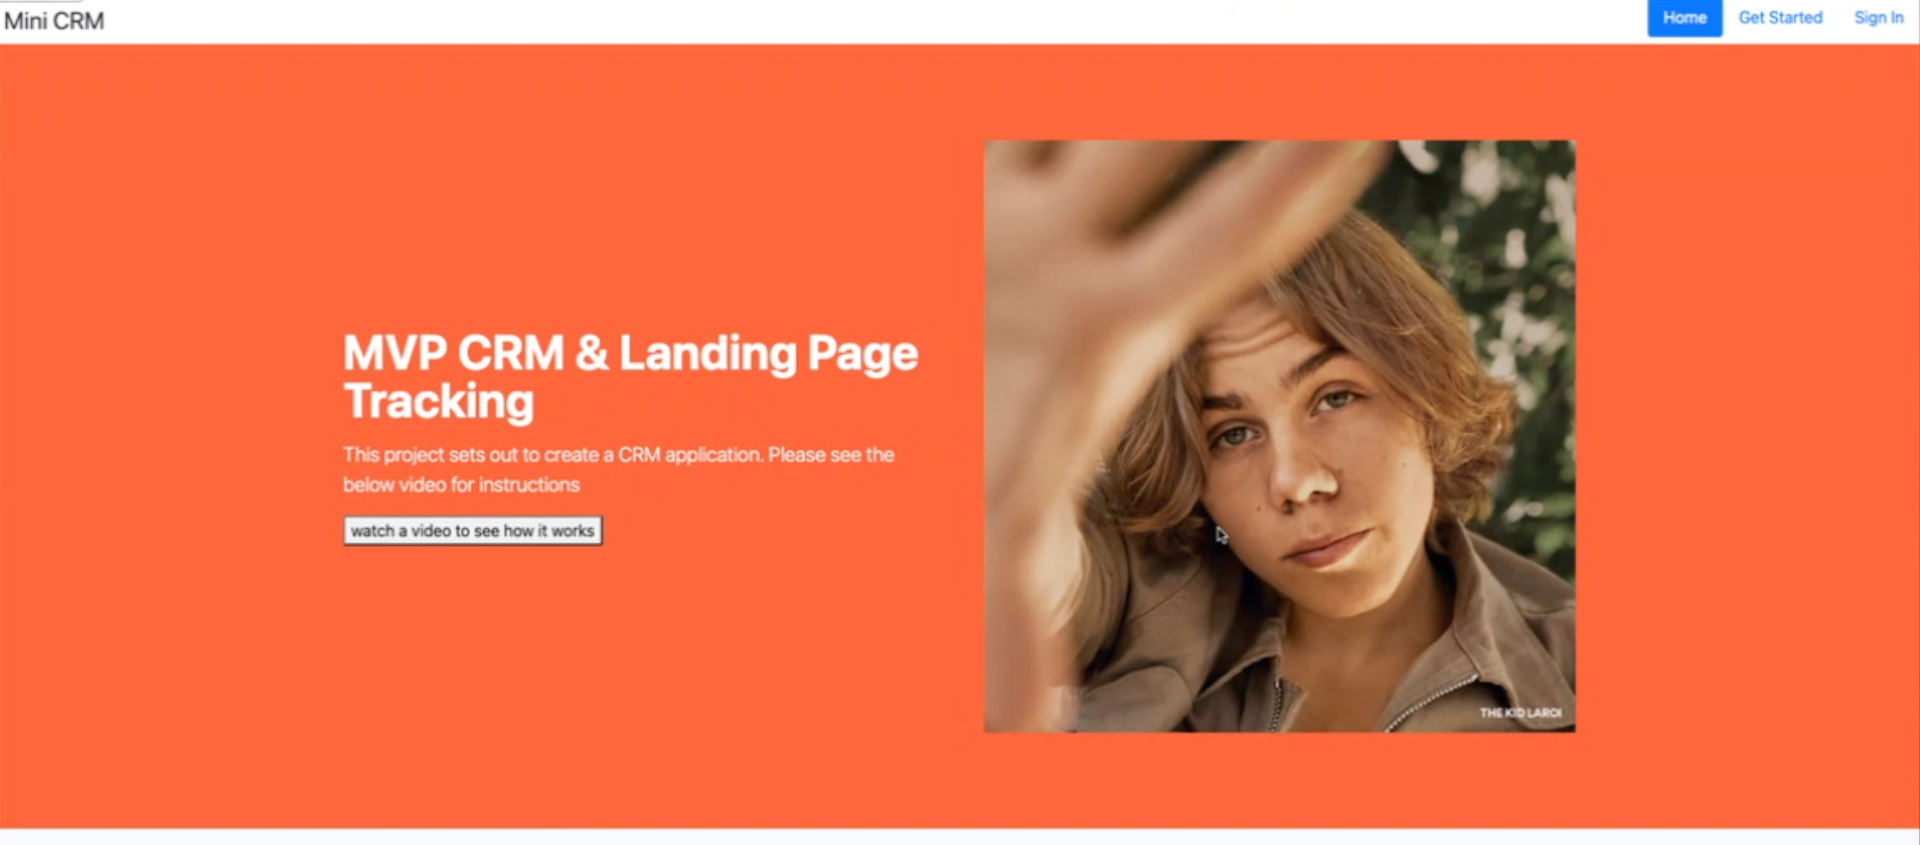 Mini CRM
Home
Get Started
Sign In
MVP CRM & Landing Page
Tracking
This project sets out to create a CRM application. Please see the
below video for instructions
watch a video to see how it works
THE KID LAROI